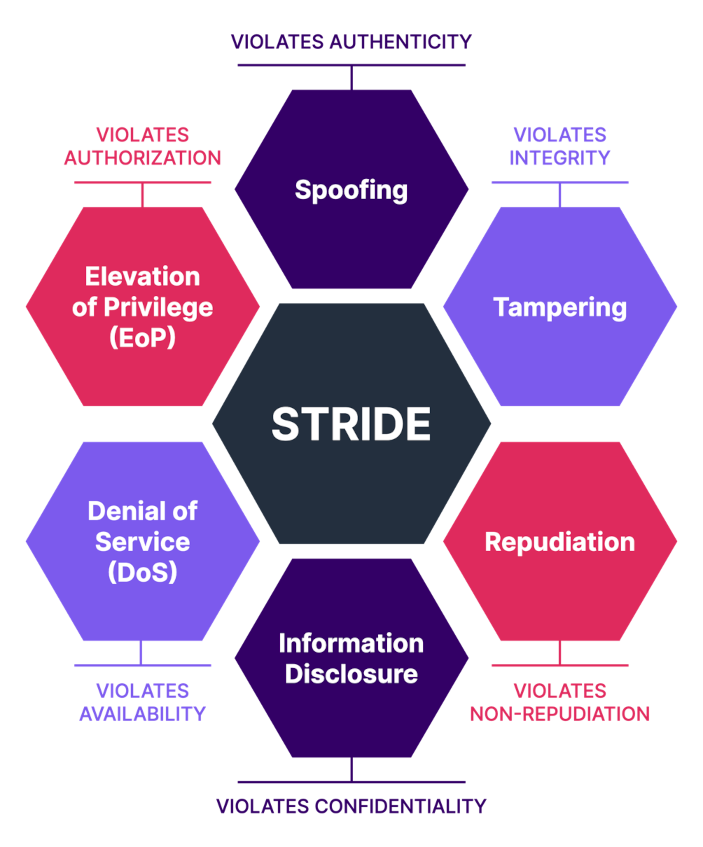 VIOLATES AUTHENTICITY
Spoofing
VIOLATES
INTEGRITY
Tampering
VIOLATES
AUTHORIZATION
Elevation
of Privilege
(EoP)
STRIDE
Repudiation
VIOLATES
NON-REPUDIATION
Denial of
Service
(DoS)
VIOLATES
AVAILABILITY
Information
Disclosure
VIOLATES CONFIDENTIALITY